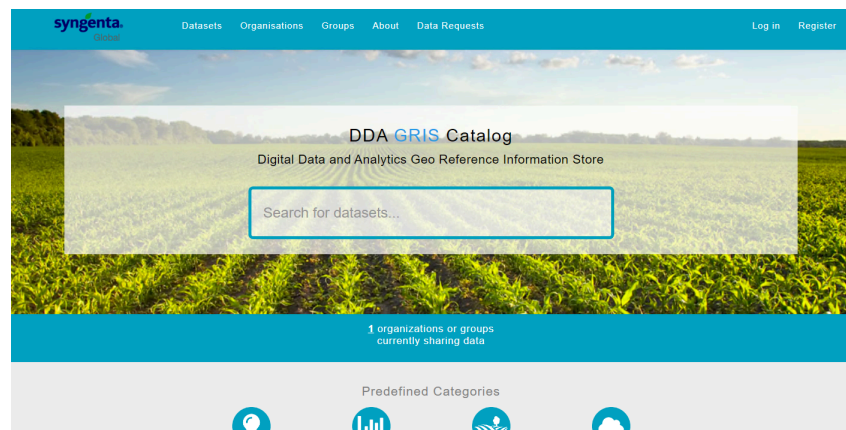 syngenta.
Global
Datasets
Organisations
Groups
About
Data Requests
Log in
Register
DDA GRIS Catalog
Digital Data and Analytics Geo Reference Information Store
Search for datasets...
1 organizations or groups
currently sharing data
Predefined Categories